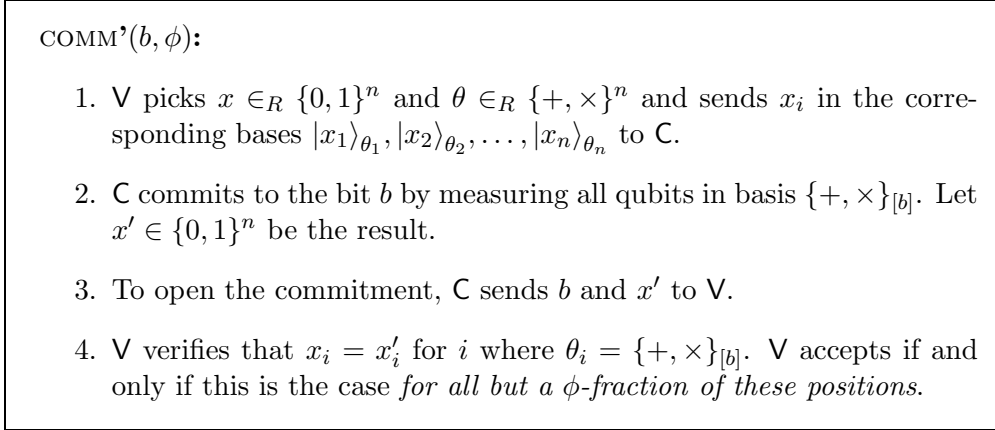 COMM’(b, ϕ):
1. V picks x ∈_R {0, 1}^n and θ ∈_R {+, ×}^n and sends x_i in the corre-
sponding bases |x_1⟩_{θ_1}, |x_2⟩_{θ_2}, . . . , |x_n⟩_{θ_n} to C.
2. C commits to the bit b by measuring all qubits in basis {+, ×}_{[b]}. Let
x′ ∈ {0, 1}^n be the result.
3. To open the commitment, C sends b and x′ to V.
4. V verifies that x_i = x′_i for i where θ_i = {+, ×}_{[b]}. V accepts if and
only if this is the case for all but a ϕ-fraction of these positions.